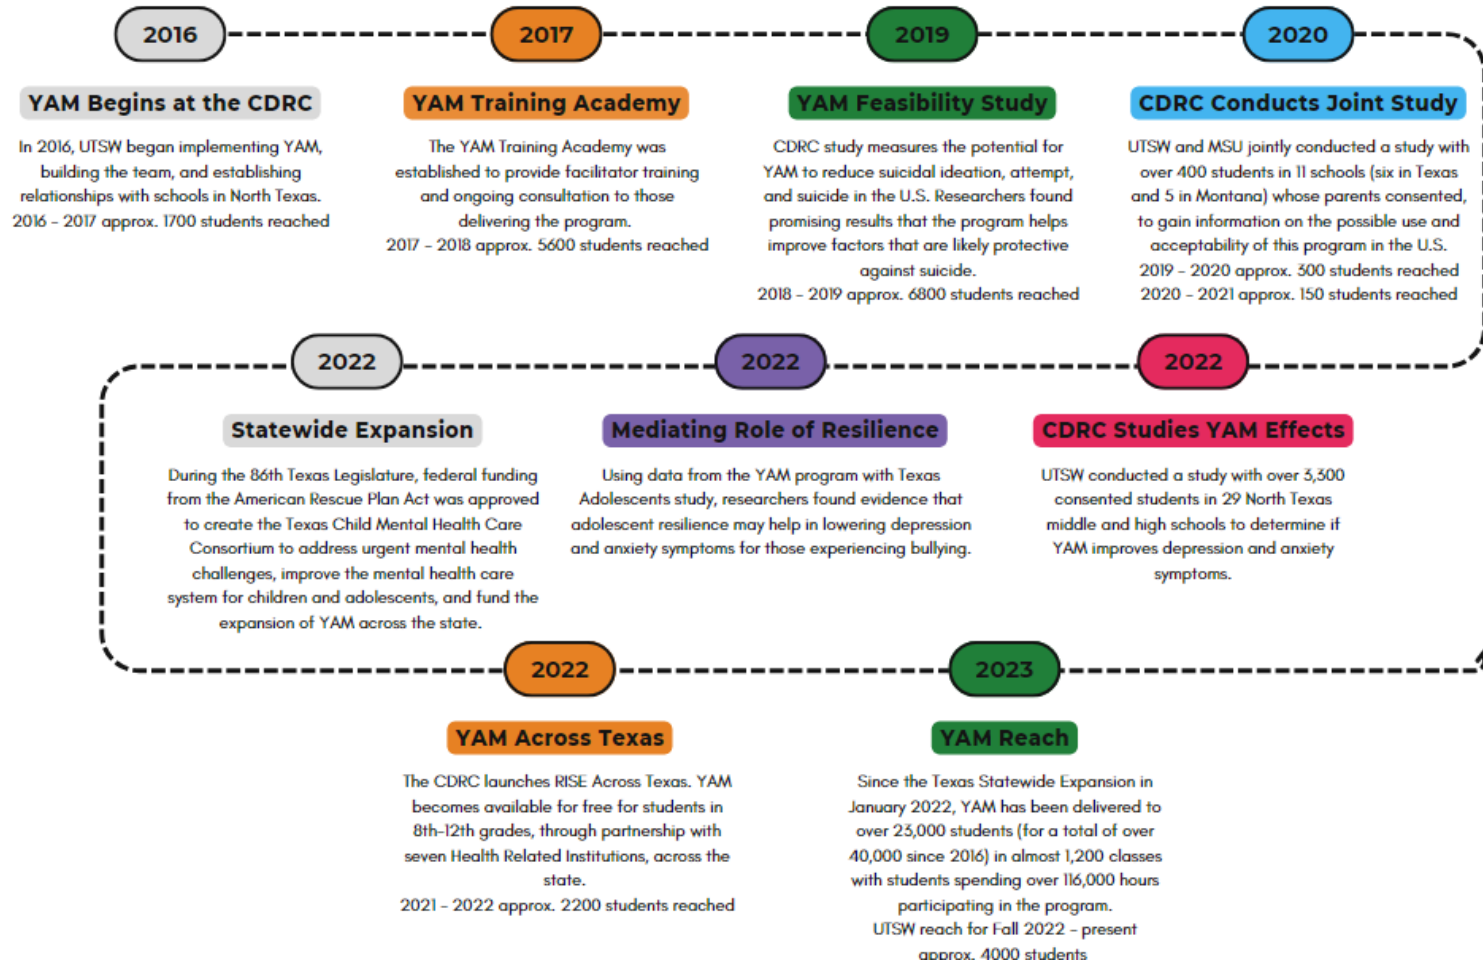 2016
2017
2019
2020
YAM Begins at the CDRC
In 2016, UTSW began implementing YAM,
building the team, and establishing
relationships with schools in North Texas.
2016 - 2017 approx. 1700 students reached
YAM Training Academy
The YAM Training Academy was
established to provide facilitator training
and ongoing consultation to those
delivering the program.
2017 - 2018 approx. 5600 students reached
YAM Feasibility Study
CDRC study measures the potential for
YAM to reduce suicidal ideation, attempt,
and suicide in the U.S. Researchers found
promising results that the program helps
improve factors that are likely protective
against suicide.
2018 - 2019 approx. 6800 students reached
CDRC Conducts Joint Study
UTSW and MSU jointly conducted a study with
over 400 students in 11 schools (six in Texas
and 5 in Montana) whose parents consented,
to gain information on the possible use and
acceptability of this program in the U.S.
2019 - 2020 approx. 300 students reached
2020 - 2021 approx. 150 students reached
2022
2022
2022
Statewide Expansion
During the 86th Texas Legislature, federal funding
from the American Rescue Plan Act was approved
to create the Texas Child Mental Health Care
Consortium to address urgent mental health
challenges, improve the mental health care
system for children and adolescents, and fund the
expansion of YAM across the state.
Mediating Role of Resilience
Using data from the YAM program with Texas
Adolescents study, researchers found evidence that
adolescent resilience may help in lowering depression
and anxiety symptoms for those experiencing bullying.
CDRC Studies YAM Effects
UTSW conducted a study with over 3,300
consented students in 29 North Texas
middle and high schools to determine if
YAM improves depression and anxiety
symptoms.
2022
2023
YAM Across Texas
The CDRC launches RISE Across Texas. YAM
becomes available for free for students in
8th-12th grades, through partnership with
seven Health Related Institutions, across the
state.
2021 - 2022 approx. 2200 students reached
YAM Reach
Since the Texas Statewide Expansion in
January 2022, YAM has been delivered to
over 23,000 students (for a total of over
40,000 since 2016) in almost 1,200 classes
with students spending over 116,000 hours
participating in the program.
UTSW reach for Fall 2022 - present
approx. 4000 students